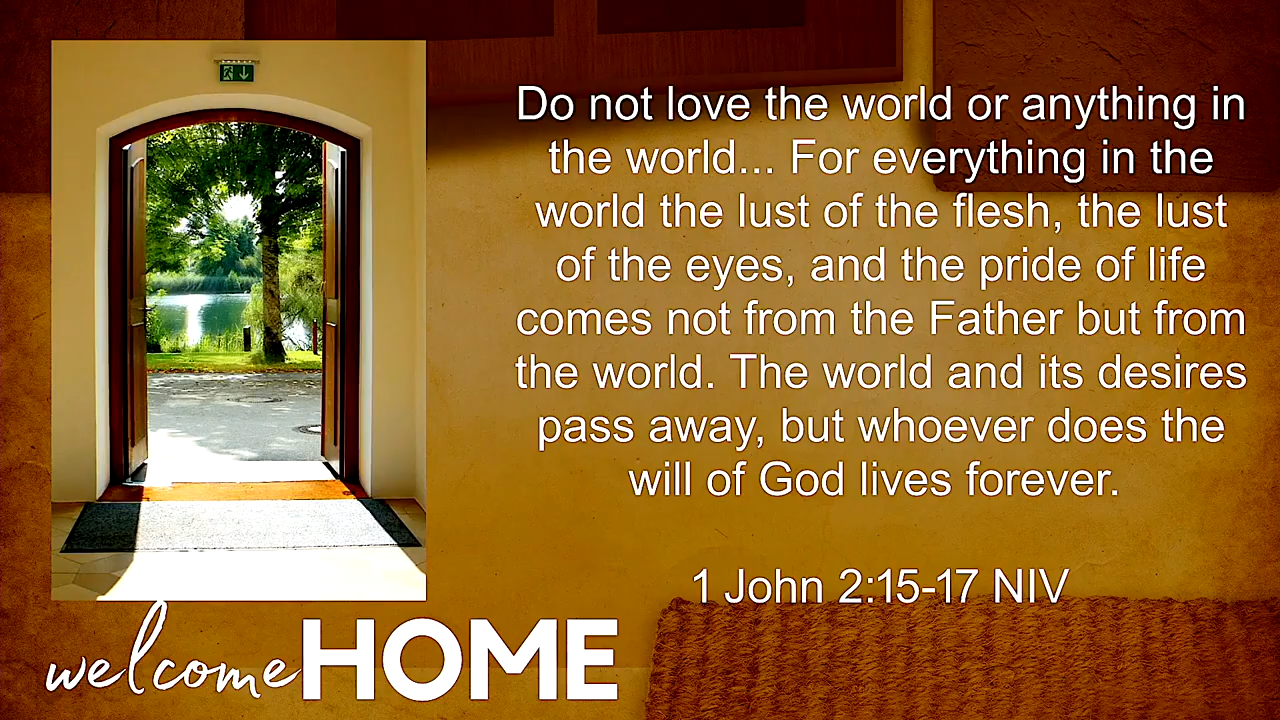 Do not love the world or anything in
the world... For everything in the
world the lust of the flesh, the lust
of the eyes, and the pride of life
comes not from the Father but from
the world. The world and its desires
pass away, but whoever does the
will of God lives forever.
1 John 2:15-17 NIV
welcome HOME